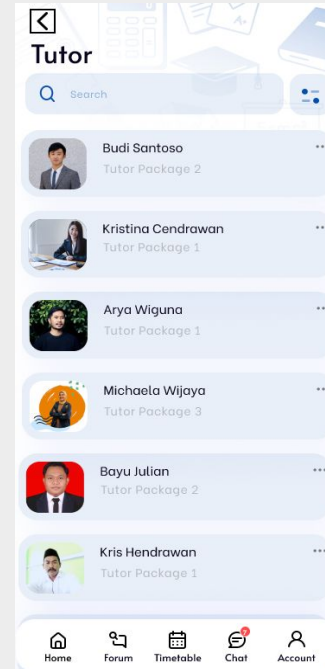 Tutor
Search
Budi Santoso
Tutor Package 2
Kristina Cendrawan
Tutor Package 1
Arya Wiguna
Tutor Package 1
Michaela Wijaya
Tutor Package 3
Bayu Julian
Tutor Package 2
Kris Hendrawan
Tutor Package 1
7
Home Forum Timetable Chat Account